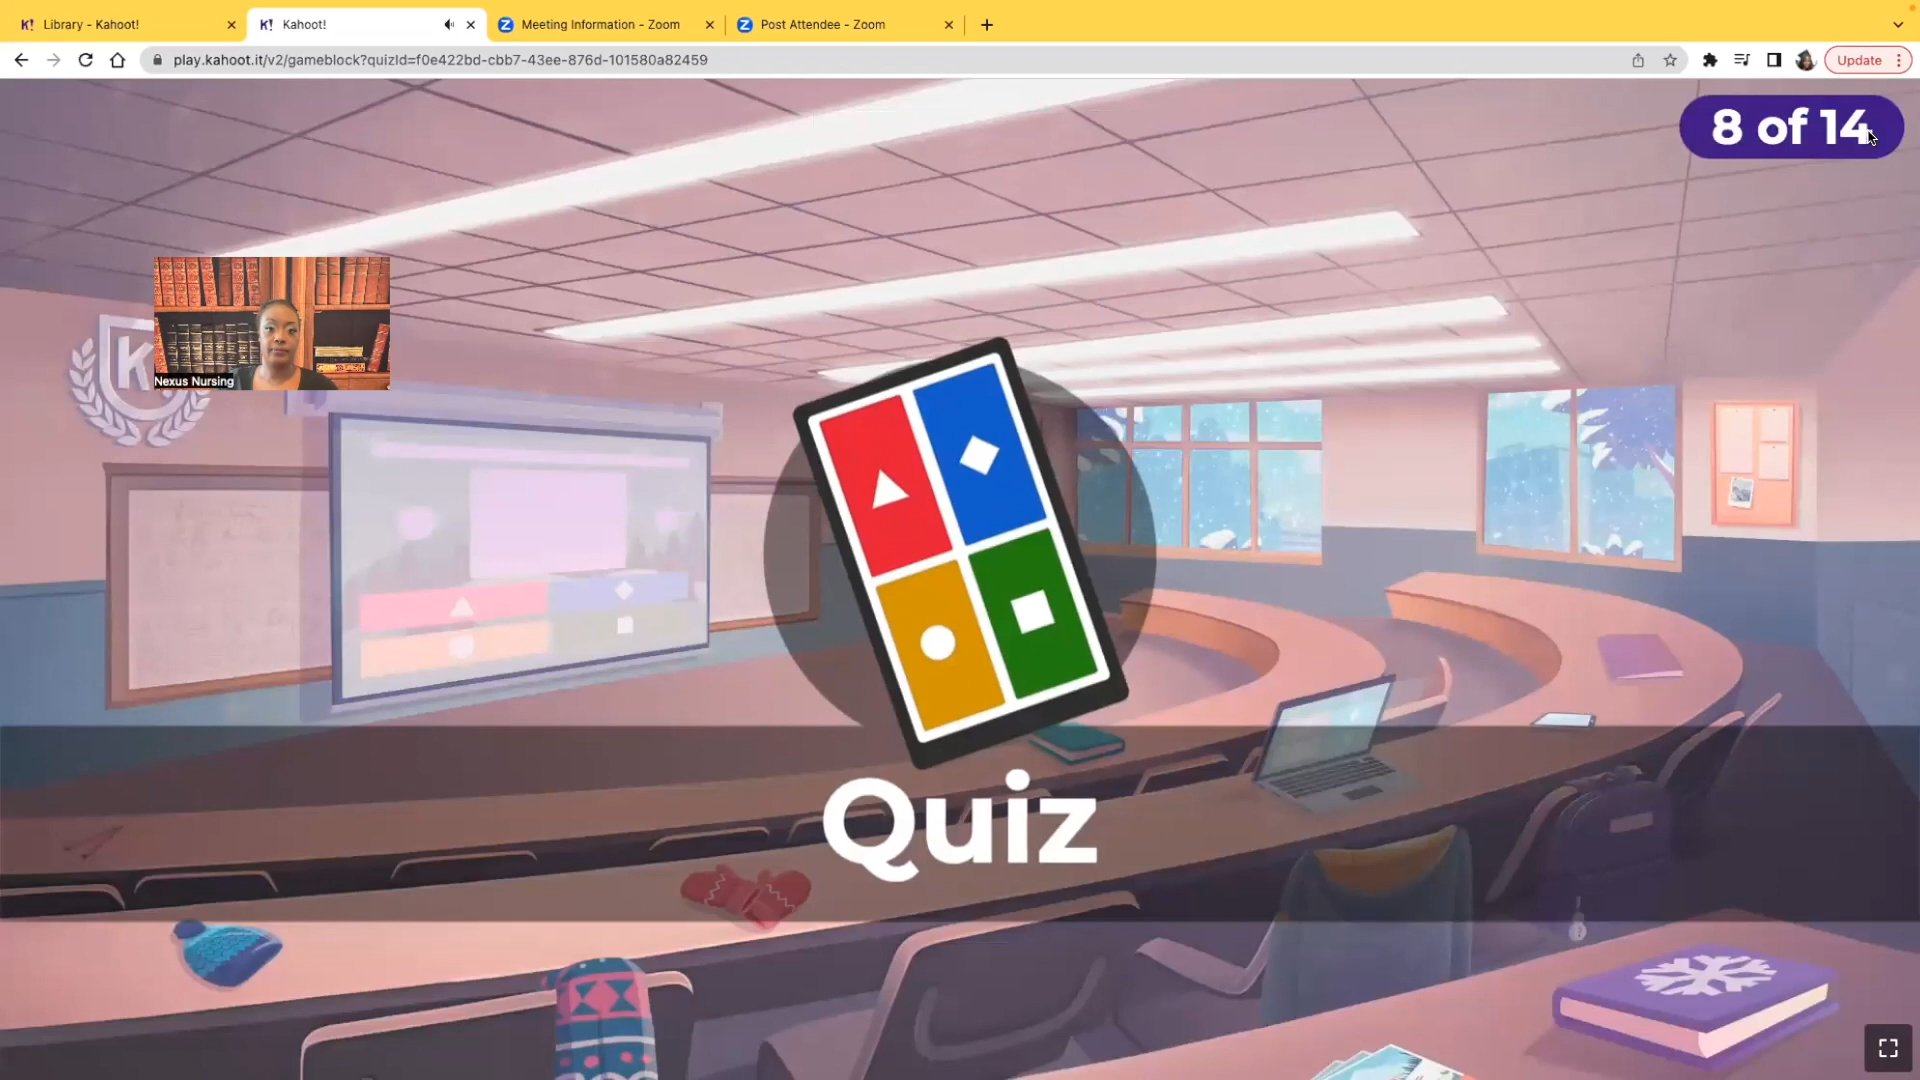 Library - Kahoot!
Kahoot!
Meeting Information - Zoom
Post Attendee - Zoom
play.kahoot.it/v2/gameblock?quizId=f0e422bd-cbb7-43ee-876d-101580a82459
Update
8 of 14
K
Nexus Nursing
Quiz